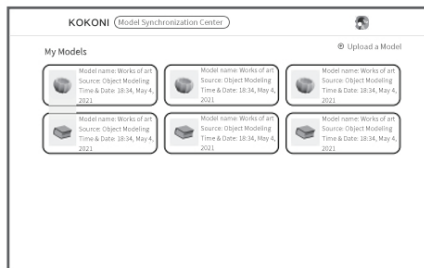 KOKONI Model Synchronization Center
My Models
Upload a Model
Model name: Works of art
Source: Object Modeling
Time & Date: 18:34, May 4,
2021
Model name: Works of art
Source: Object Modeling
Time & Date: 18:34, May 4,
2021
Model name: Works of art
Source: Object Modeling
Time & Date: 18:34, May 4,
2021
Model name: Works of art
Source: Object Modeling
Time & Date: 18:34, May 4,
2021
Model name: Works of art
Source: Object Modeling
Time & Date: 18:34, May 4,
2021
Model name: Works of art
Source: Object Modeling
Time & Date: 18:34, May 4,
2021